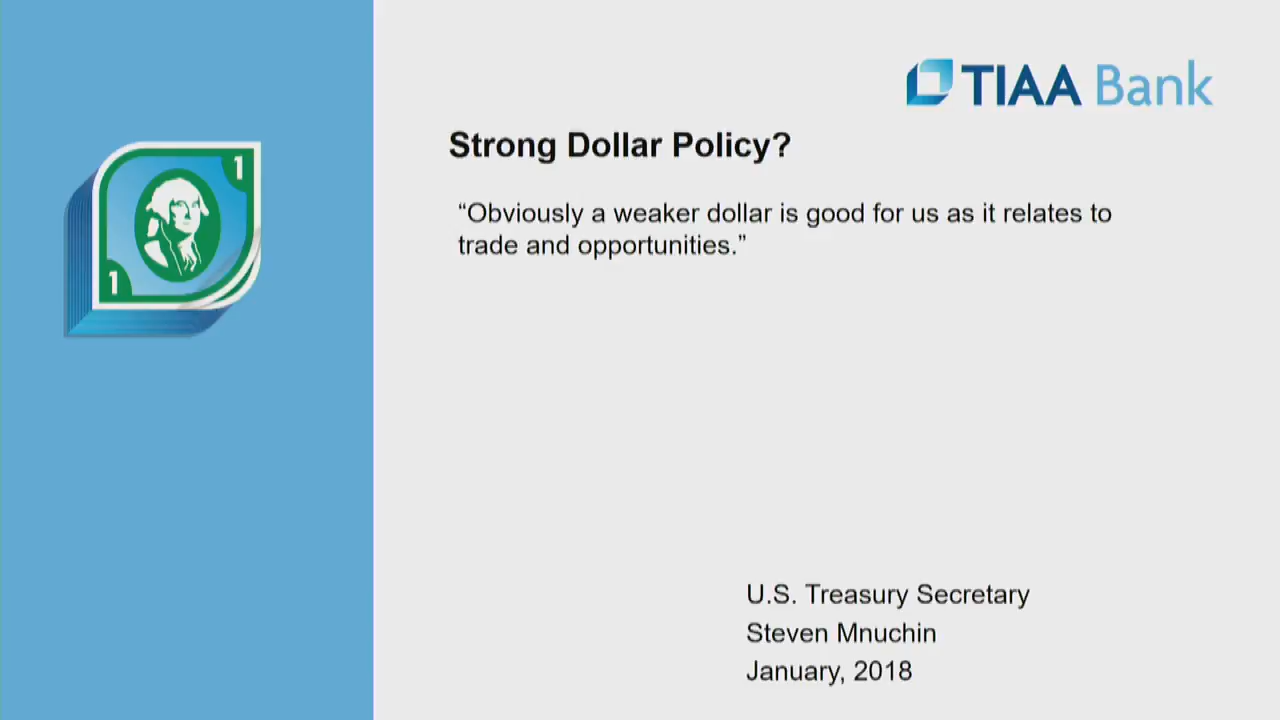 TIAA Bank
Strong Dollar Policy?
“Obviously a weaker dollar is good for us as it relates to
trade and opportunities.”
1
1
U.S. Treasury Secretary
Steven Mnuchin
January, 2018